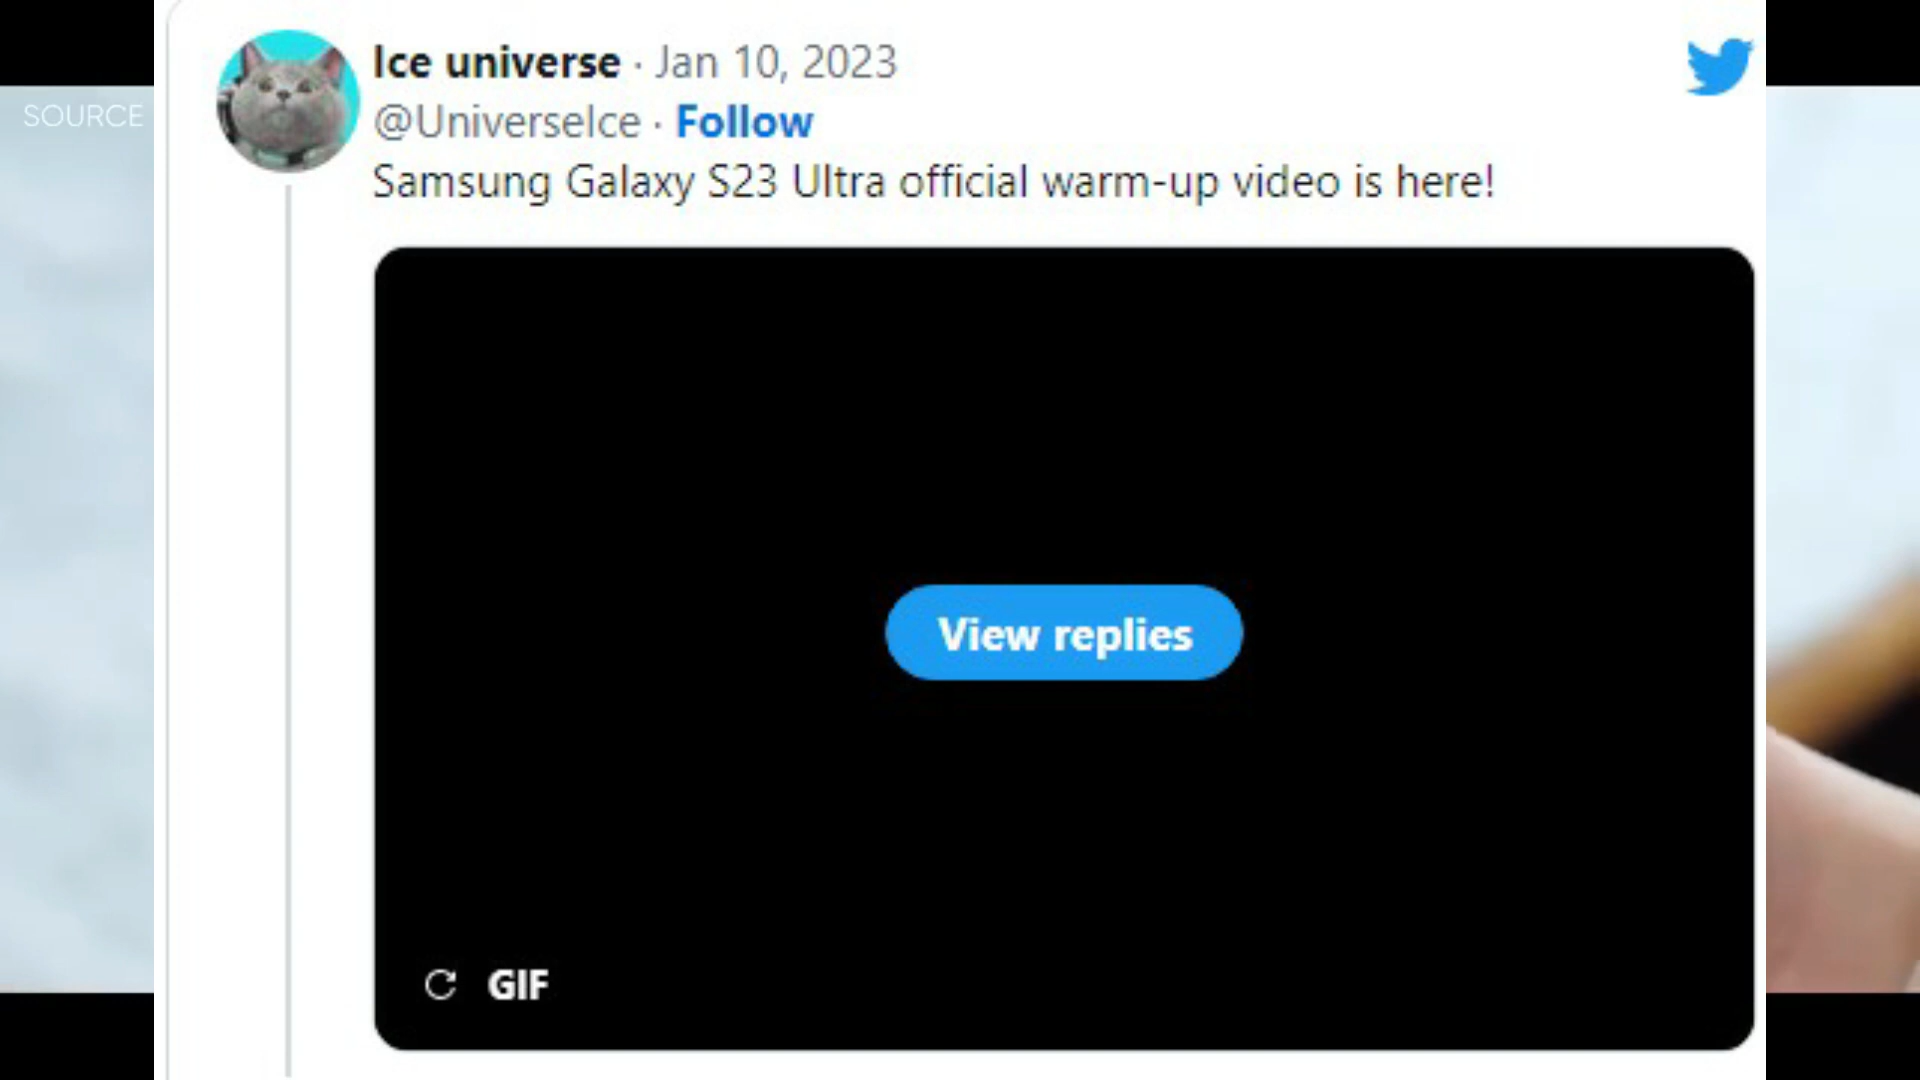 SOURCE
Ice universe · Jan 10, 2023
@UniverseIce · Follow
Samsung Galaxy S23 Ultra official warm-up video is here!
View replies
GIF